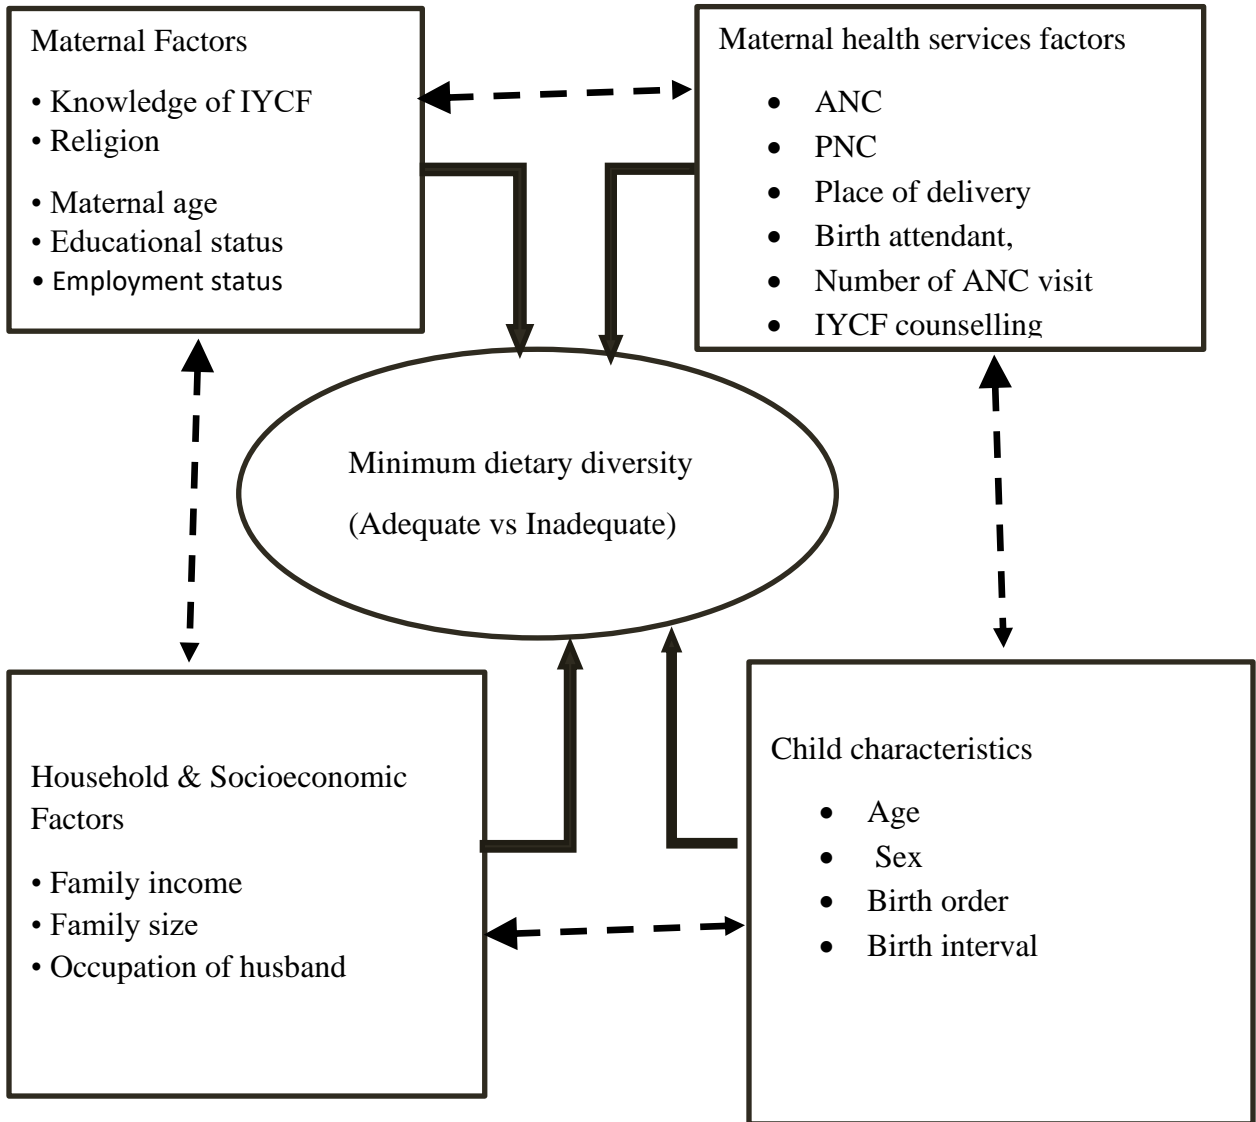 Maternal Factors
• Knowledge of IYCF
• Religion
• Maternal age
• Educational status
• Employment status
Maternal health services factors
• ANC
• PNC
• Place of delivery
• Birth attendant,
• Number of ANC visit
• IYCF counselling
Minimum dietary diversity
(Adequate vs Inadequate)
Household & Socioeconomic
Factors
• Family income
• Family size
• Occupation of husband
Child characteristics
• Age
• Sex
• Birth order
• Birth interval